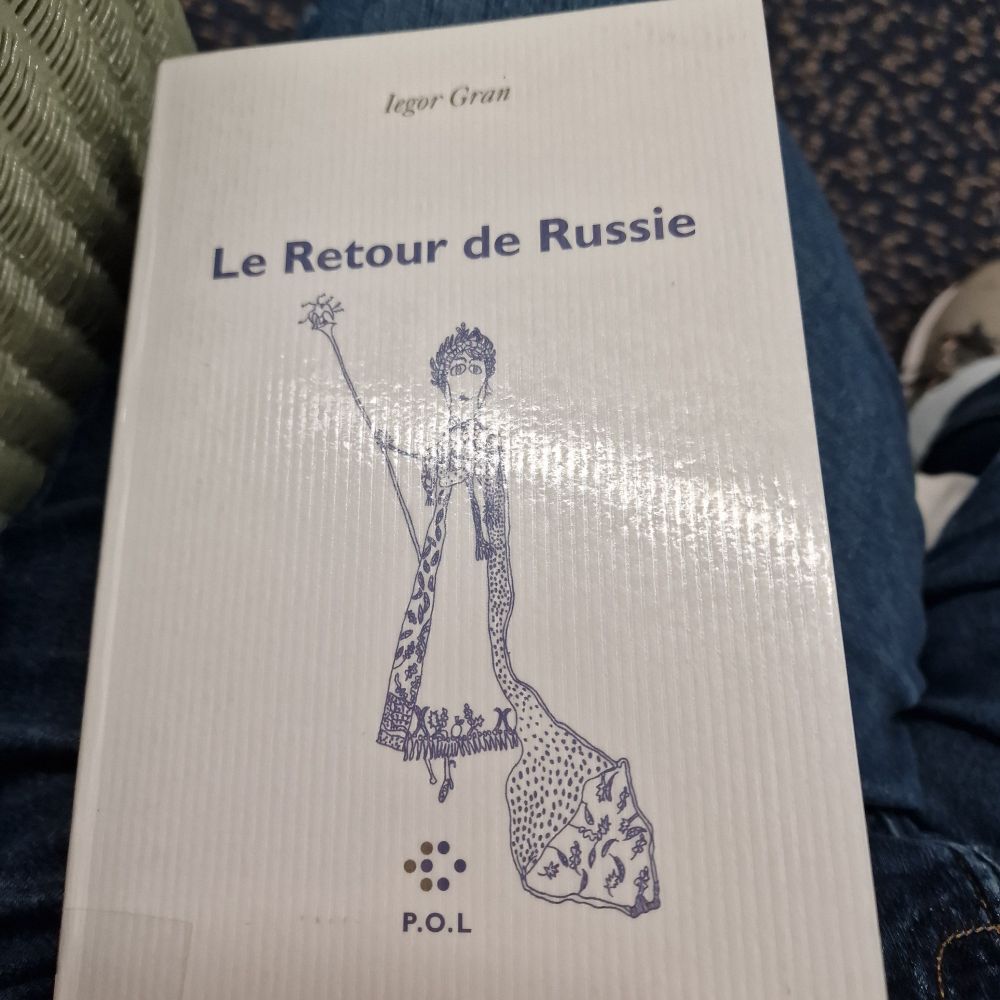 Iegor Gran
Le Retour de Russie
P.O.L